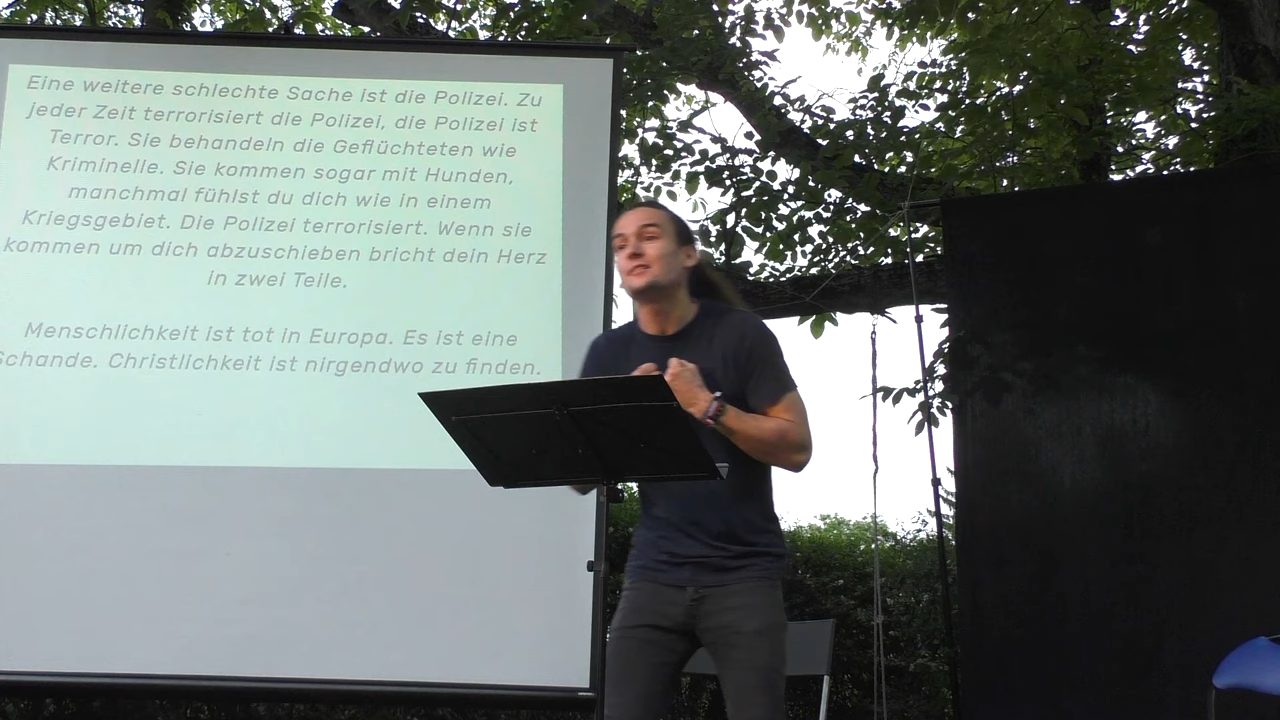 Eine weitere schlechte Sache ist die Polizei. Zu
jeder Zeit terrorisiert die Polizei, die Polizei ist
Terror. Sie behandeln die Geflüchteten wie
Kriminelle. Sie kommen sogar mit Hunden,
manchmal fühlst du dich wie in einem
Kriegsgebiet. Die Polizei terrorisiert. Wenn sie
kommen um dich abzuschieben bricht dein Herz
in zwei Teile.
Menschlichkeit ist tot in Europa. Es ist eine
Schande. Christlichkeit ist nirgendwo zu finden.